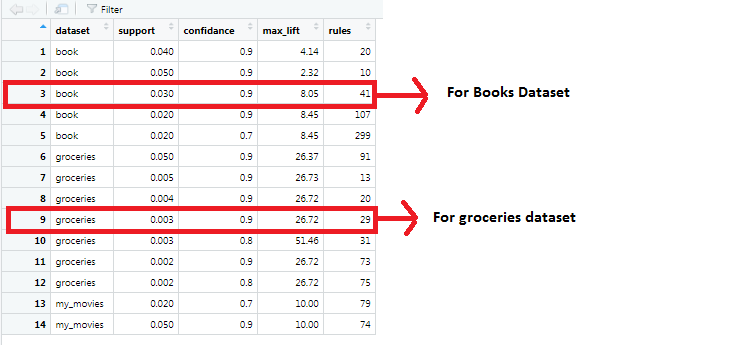 Filter
dataset support confidance max_lift rules
1 book 0.040 0.9 4.14 20
2 book 0.050 0.9 2.32 10
3 book 0.030 0.9 8.05 41
For Books Dataset
4 book 0.020 0.9 8.45 107
5 book 0.020 0.7 8.45 299
6 groceries 0.050 0.9 26.37 91
7 groceries 0.005 0.9 26.73 13
8 groceries 0.004 0.9 26.72 20
9 groceries 0.003 0.9 26.72 29
For groceries dataset
10 groceries 0.003 0.8 51.46 31
11 groceries 0.002 0.9 26.72 73
12 groceries 0.002 0.8 26.72 75
13 my_movies 0.020 0.7 10.00 79
14 my_movies 0.050 0.9 10.00 74